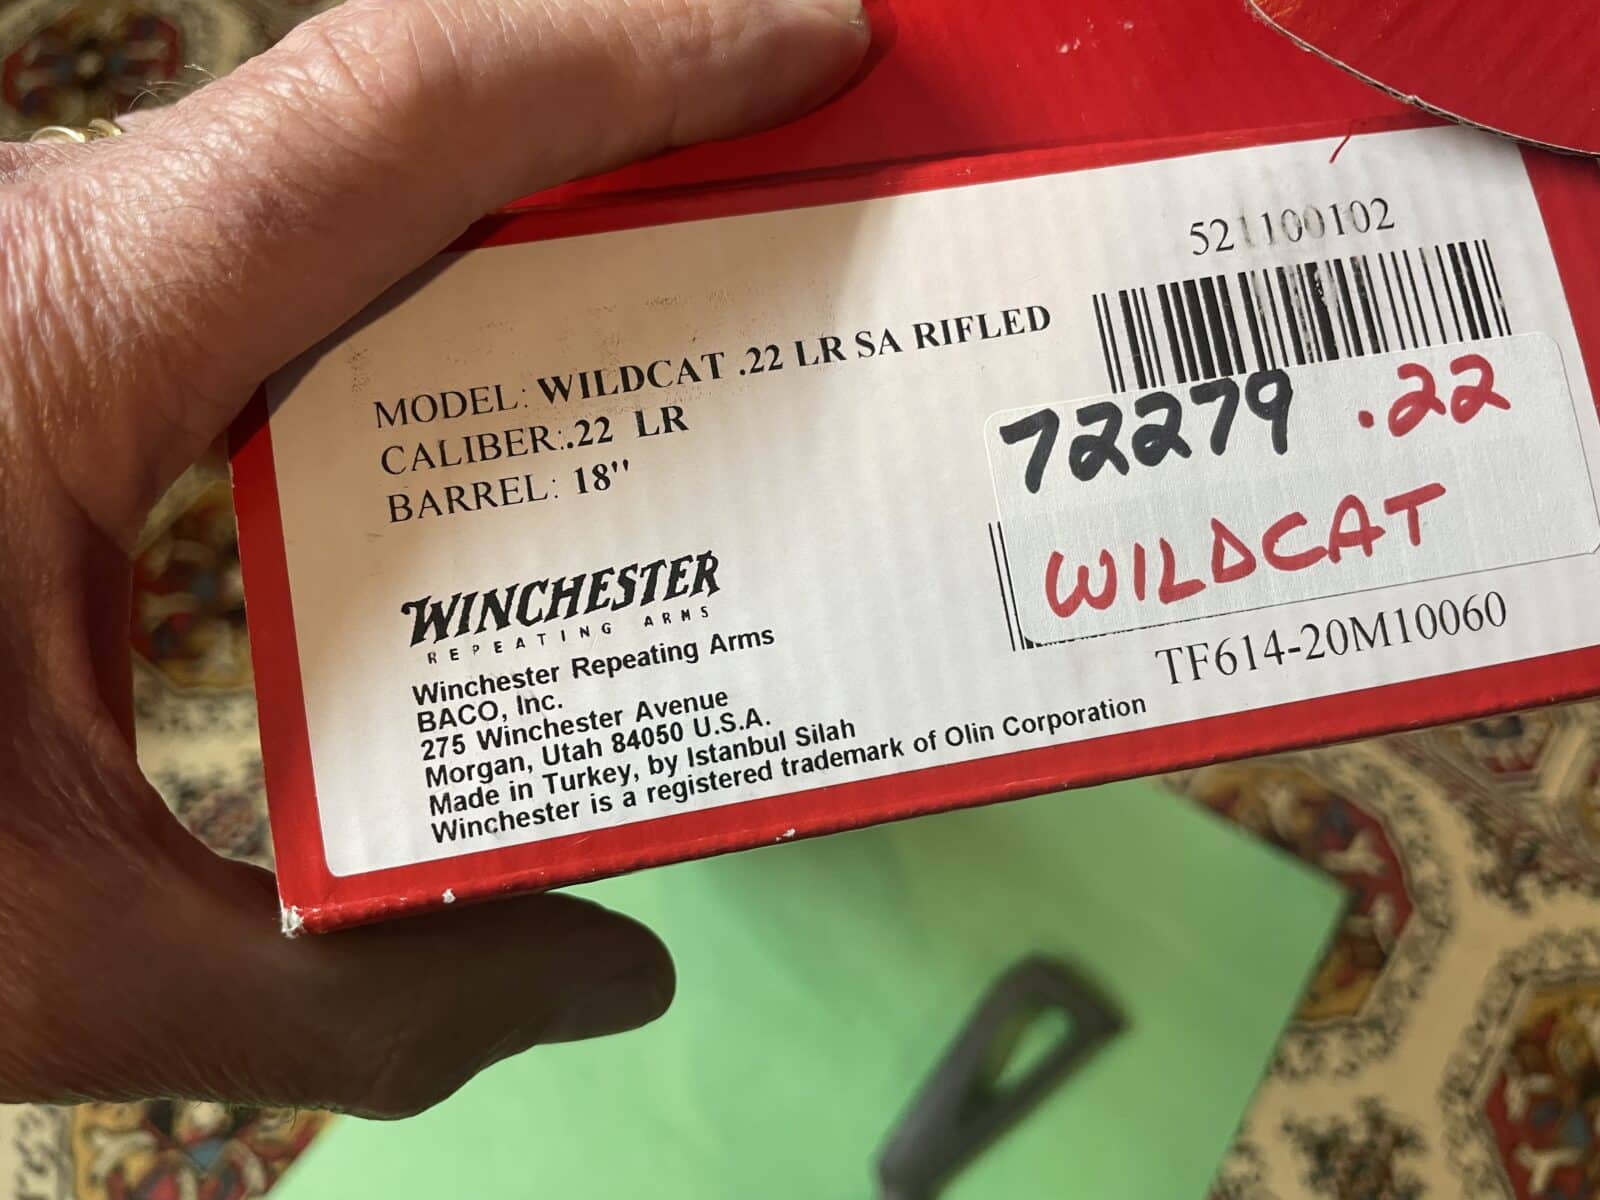 521100102
MODEL: WILDCAT .22 LR SA RIFLED
CALIBER:.22 LR
BARREL: 18"
72279 .22
WILDCAT
WINCHESTER
REPEATING ARMS
Winchester Repeating Arms
BACO, Inc.
275 Winchester Avenue
Morgan, Utah 84050 U.S.A.
Made in Turkey, by Istanbul Silah
Winchester is a registered trademark of Olin Corporation
TF614-20M10060